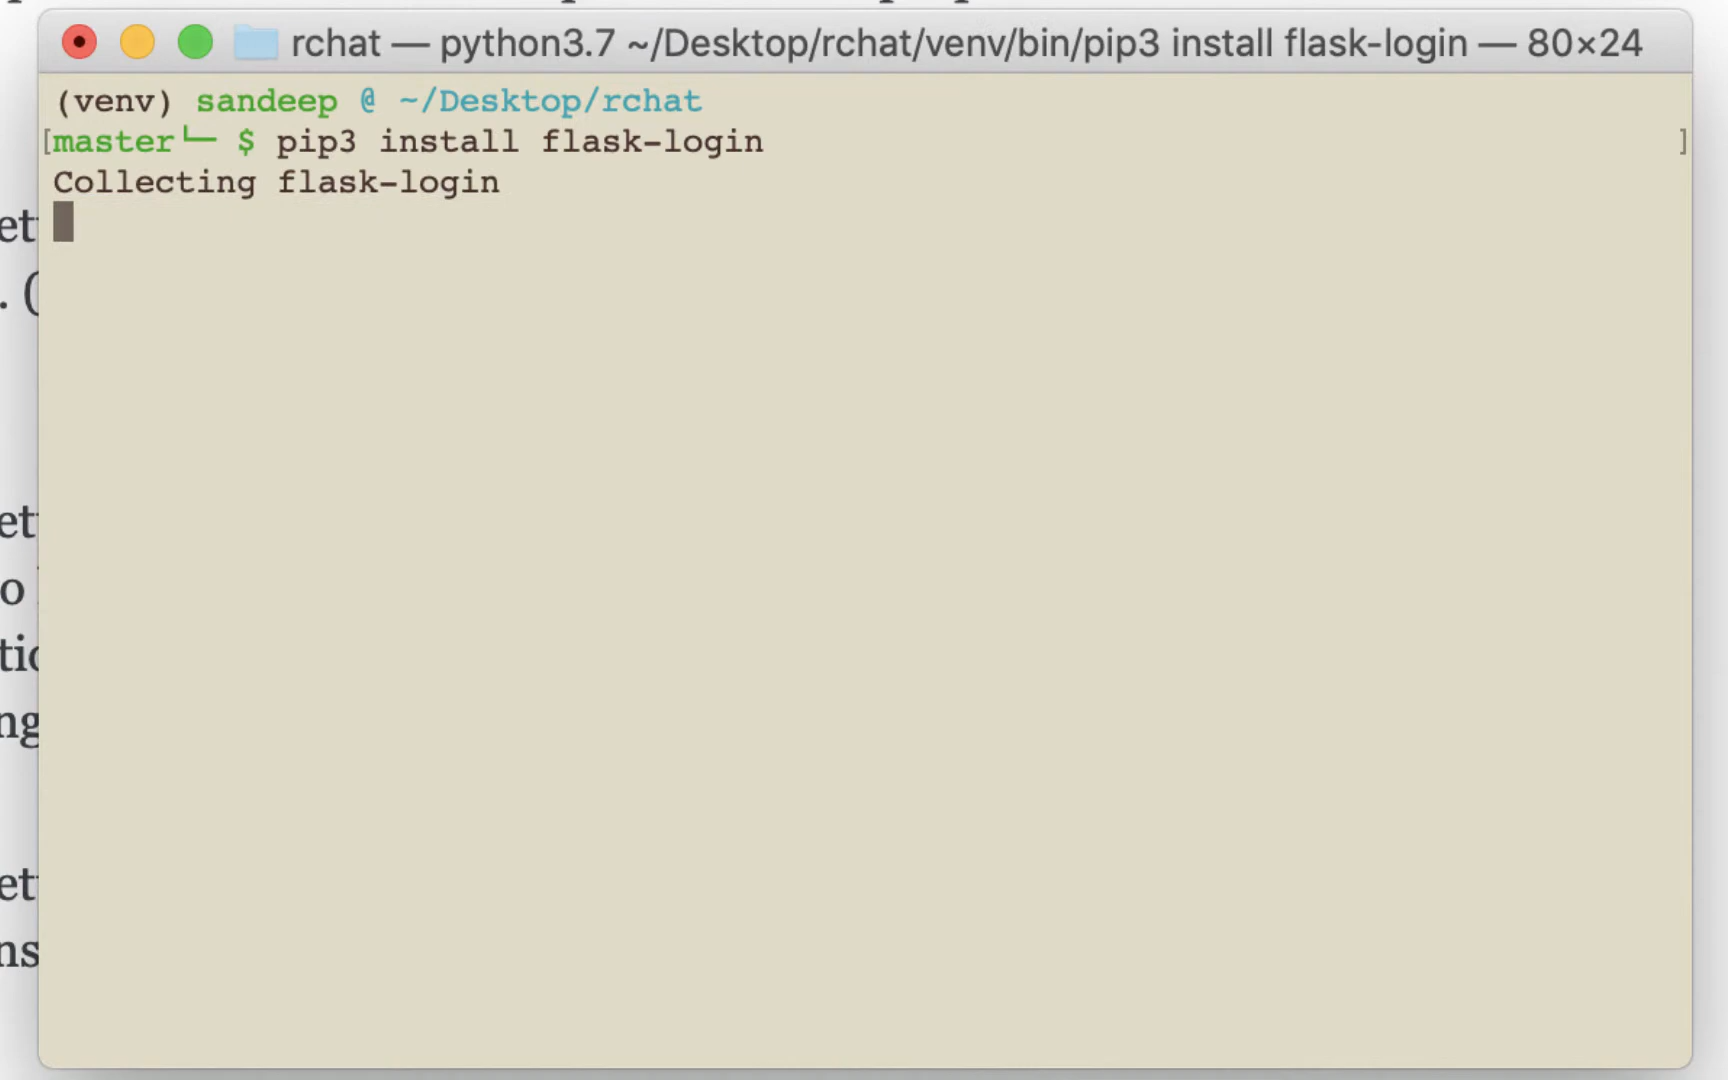 rchat — python3.7 ~/Desktop/rchat/venv/bin/pip3 install flask-login — 80×24
(venv) sandeep @ ~/Desktop/rchat
[master└─ $ pip3 install flask-login ]
Collecting flask-login